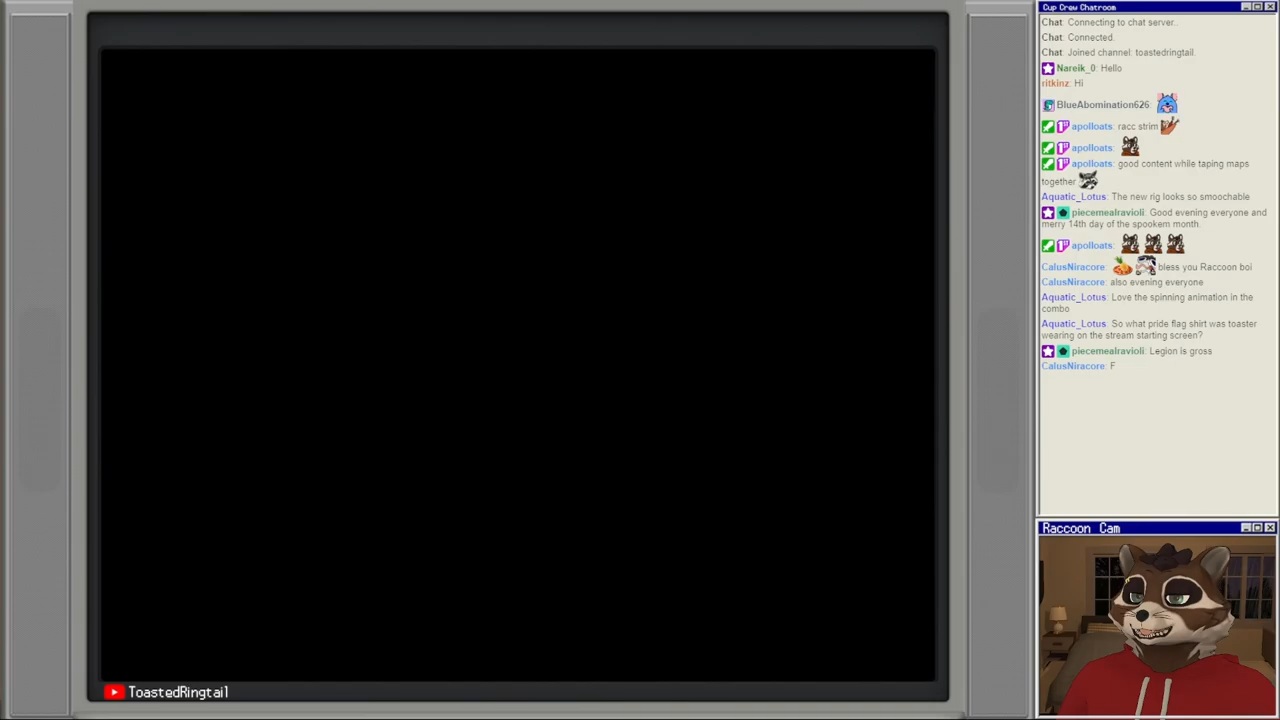 Cup Crew Chatroom
Chat: Connecting to chat server..
Chat: Connected.
Chat: Joined channel: toastedringtail.
Nareik_0: Hello
ritkinz: Hi
BlueAbomination626:
apolloats: racc strim
apolloats:
apolloats: good content while taping maps
together
Aquatic_Lotus: The new rig looks so smoochable
piecemealravioli: Good evening everyone and
merry 14th day of the spookem month.
apolloats:
CalusNiracore: bless you Raccoon boi
CalusNiracore: also evening everyone
Aquatic_Lotus: Love the spinning animation in the
combo
Aquatic_Lotus: So what pride flag shirt was toaster
wearing on the stream starting screen?
piecemealravioli: Legion is gross
CalusNiracore: F
Raccoon Cam
ToastedRingtail